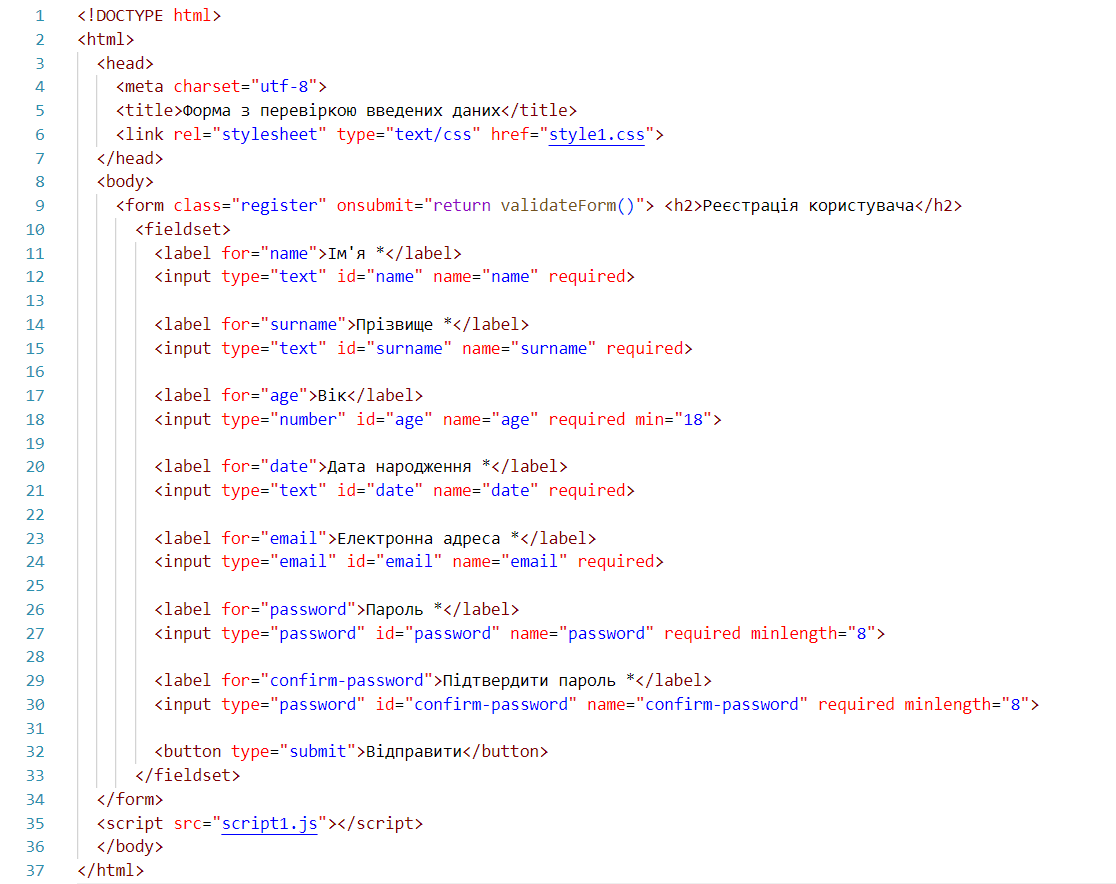 1 <!DOCTYPE html>
2 <html>
3 <head>
4 <meta charset="utf-8">
5 <title>Форма з перевіркою введених даних</title>
6 <link rel="stylesheet" type="text/css" href="style1.css">
7 </head>
8 <body>
9 <form class="register" onsubmit="return validateForm()"> <h2>Реєстрація користувача</h2>
10 <fieldset>
11 <label for="name">Ім'я *</label>
12 <input type="text" id="name" name="name" required>
13
14 <label for="surname">Прізвище *</label>
15 <input type="text" id="surname" name="surname" required>
16
17 <label for="age">Вік</label>
18 <input type="number" id="age" name="age" required min="18">
19
20 <label for="date">Дата народження *</label>
21 <input type="text" id="date" name="date" required>
22
23 <label for="email">Електронна адреса *</label>
24 <input type="email" id="email" name="email" required>
25
26 <label for="password">Пароль *</label>
27 <input type="password" id="password" name="password" required minlength="8">
28
29 <label for="confirm-password">Підтвердити пароль *</label>
30 <input type="password" id="confirm-password" name="confirm-password" required minlength="8">
31
32 <button type="submit">Відправити</button>
33 </fieldset>
34 </form>
35 <script src="script1.js"></script>
36 </body>
37 </html>